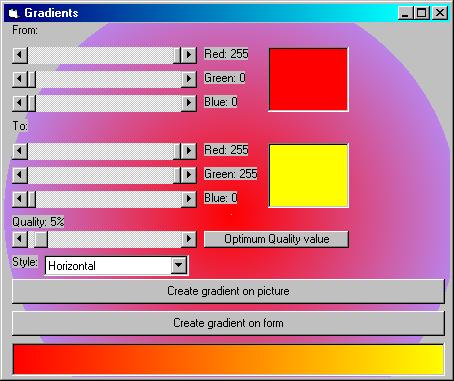 Gradients
From:
Red: 255
Green: 0
Blue: 0
To:
Red: 255
Green: 255
Blue: 0
Quality: 5%
Optimum Quality value
Style: Horizontal
Create gradient on picture
Create gradient on form